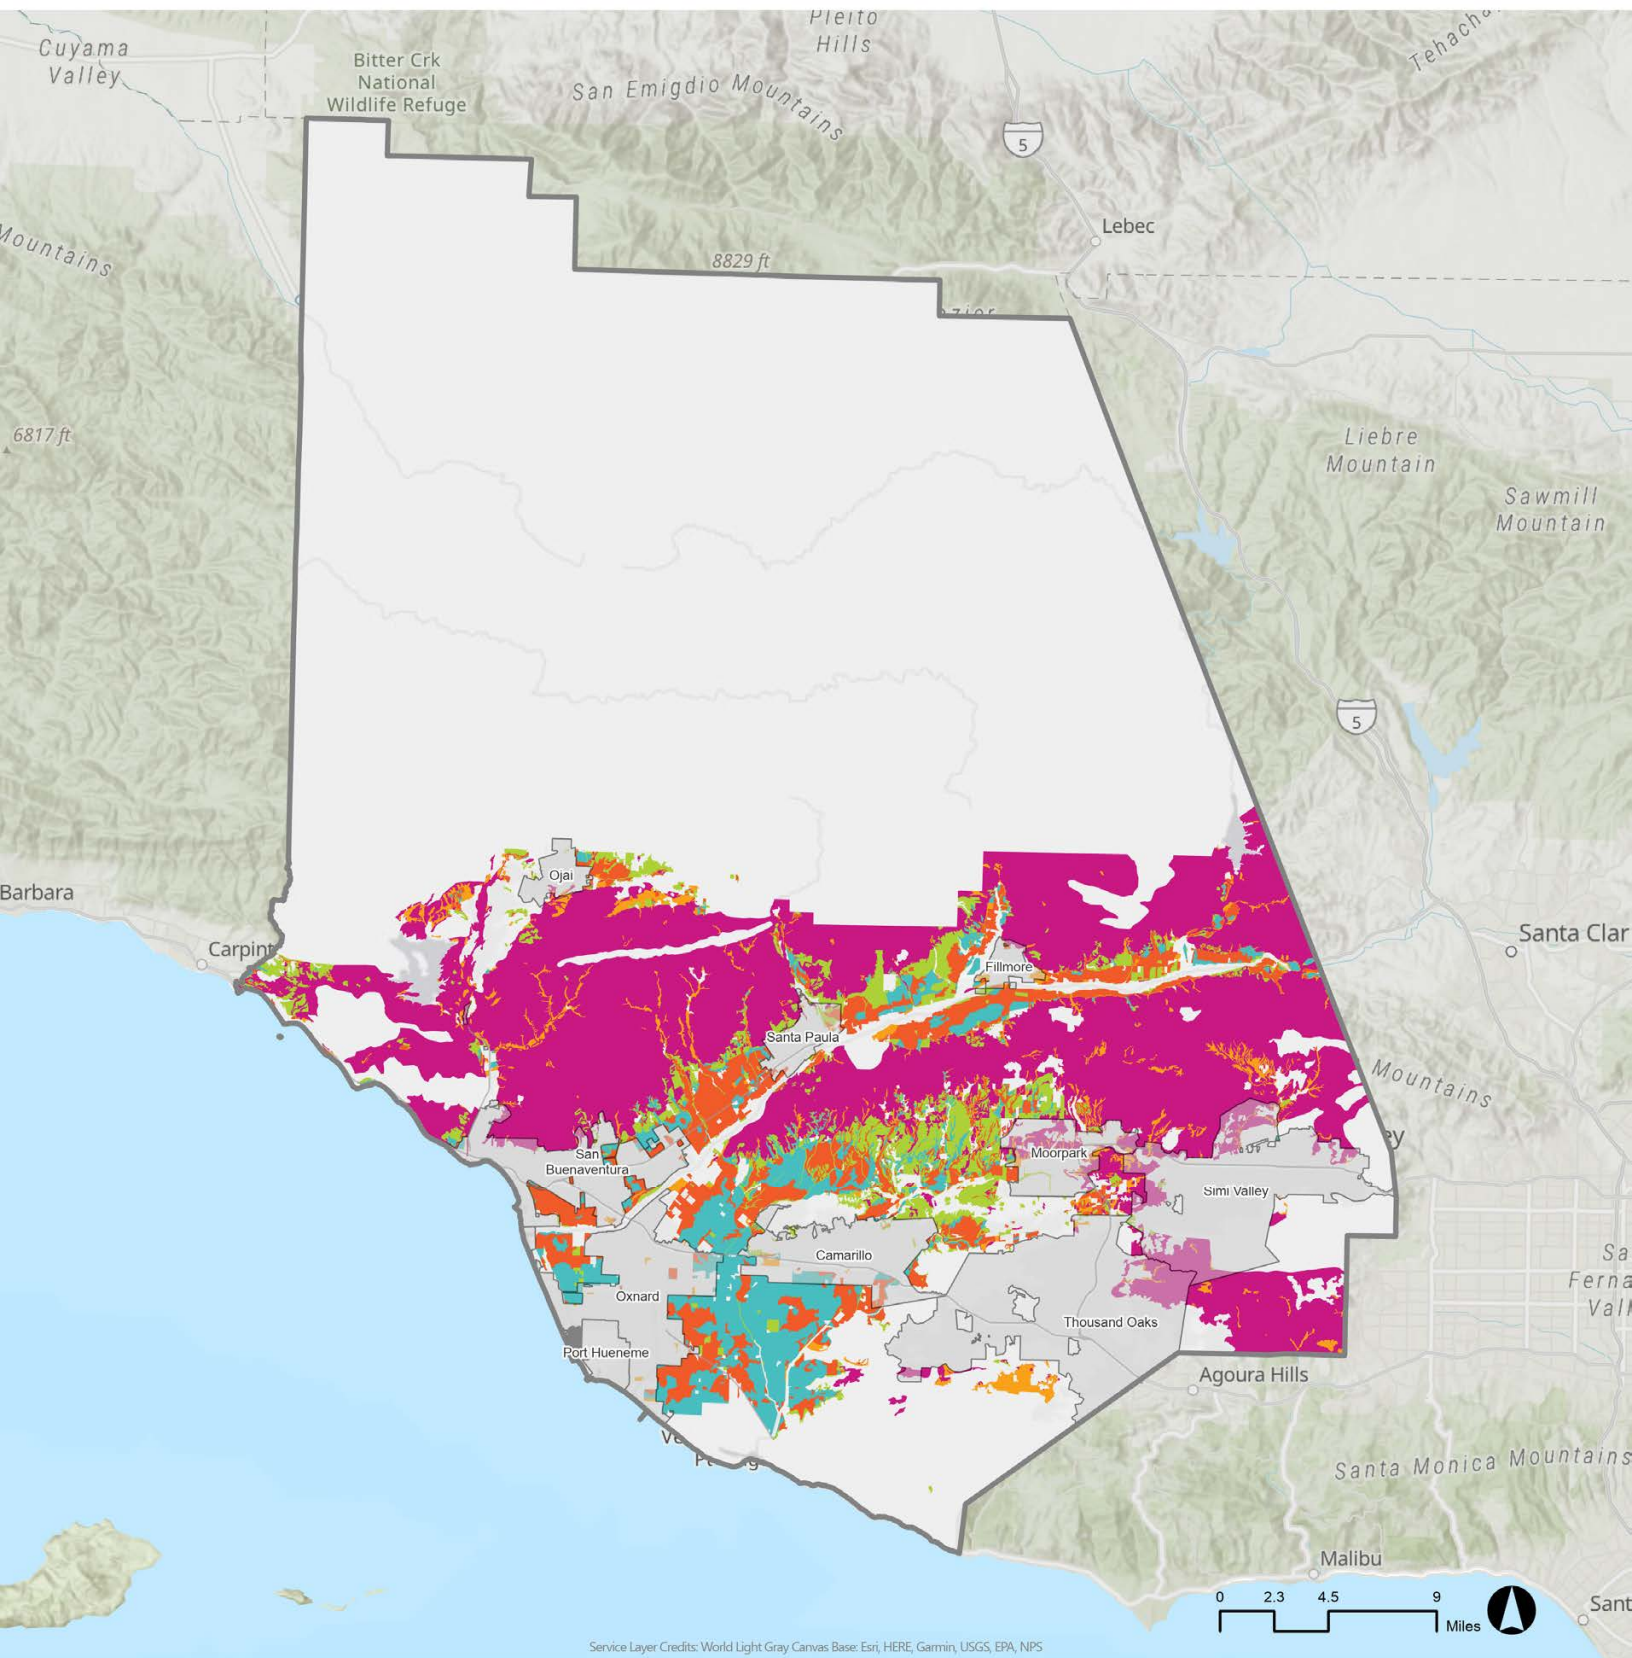 Pleito
Hills
Cuyama
Valley
Bitter Crk
National
Wildlife Refuge
San Emigdio Mountains
5
Lebec
Mountains
8829 ft
6817 ft
Liebre
Mountain
Sawmill
Mountain
5
Ojai
Barbara
Carpint
Santa Clar
Fillmore
Santa Paula
Mountains
San
Buenaventura
Moorpark
Simi Valley
Camarillo
Oxnard
Thousand Oaks
Port Hueneme
Agoura Hills
Santa Monica Mountains
Malibu
0 2.3 4.5 9
Miles
Sant
Service Layer Credits: World Light Gray Canvas Base: Esri, HERE, Garmin, USGS, EPA, NPS